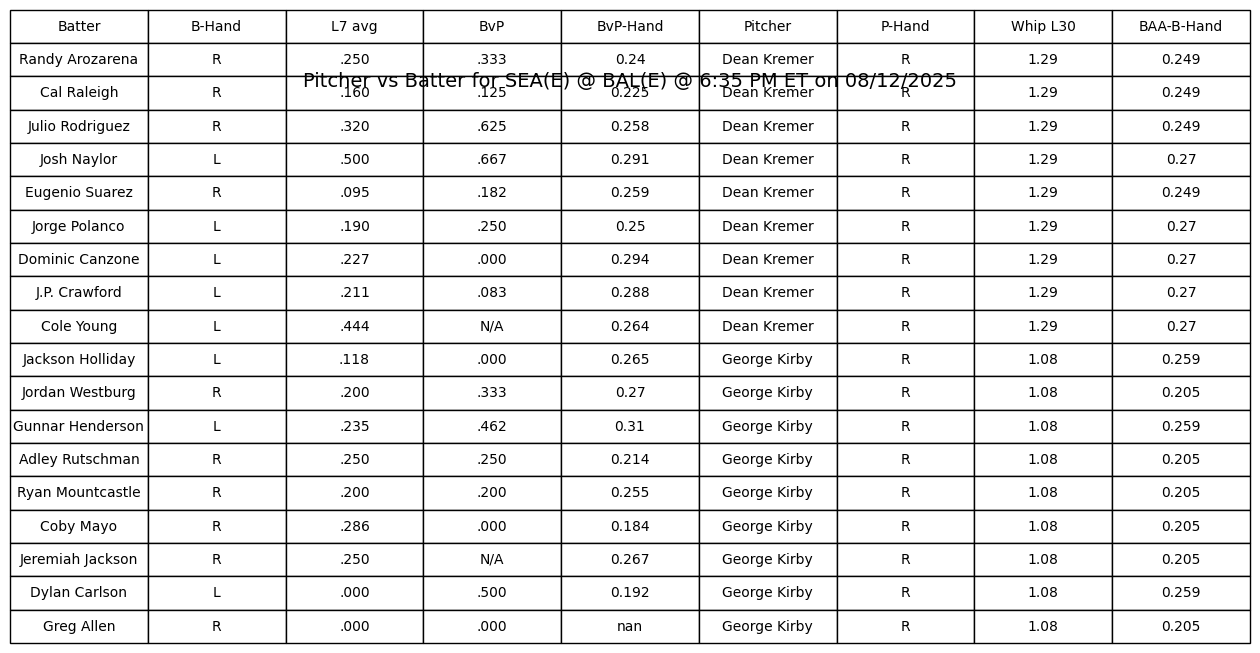 Batter B-Hand L7 avg BvP BvP-Hand Pitcher P-Hand Whip L30 BAA-B-Hand
Randy Arozarena R .250 .333 0.24 Dean Kremer R 1.29 0.249
Pitcher vs Batter for SEA(E) @ BAL(E) @ 6:35 PM ET on 08/12/2025
Cal Raleigh R .160 .125 0.225 Dean Kremer R 1.29 0.249
Julio Rodriguez R .320 .625 0.258 Dean Kremer R 1.29 0.249
Josh Naylor L .500 .667 0.291 Dean Kremer R 1.29 0.27
Eugenio Suarez R .095 .182 0.259 Dean Kremer R 1.29 0.249
Jorge Polanco L .190 .250 0.25 Dean Kremer R 1.29 0.27
Dominic Canzone L .227 .000 0.294 Dean Kremer R 1.29 0.27
J.P. Crawford L .211 .083 0.288 Dean Kremer R 1.29 0.27
Cole Young L .444 N/A 0.264 Dean Kremer R 1.29 0.27
Jackson Holliday L .118 .000 0.265 George Kirby R 1.08 0.259
Jordan Westburg R .200 .333 0.27 George Kirby R 1.08 0.205
Gunnar Henderson L .235 .462 0.31 George Kirby R 1.08 0.259
Adley Rutschman R .250 .250 0.214 George Kirby R 1.08 0.205
Ryan Mountcastle R .200 .200 0.255 George Kirby R 1.08 0.205
Coby Mayo R .286 .000 0.184 George Kirby R 1.08 0.205
Jeremiah Jackson R .250 N/A 0.267 George Kirby R 1.08 0.205
Dylan Carlson L .000 .500 0.192 George Kirby R 1.08 0.259
Greg Allen R .000 .000 nan George Kirby R 1.08 0.205